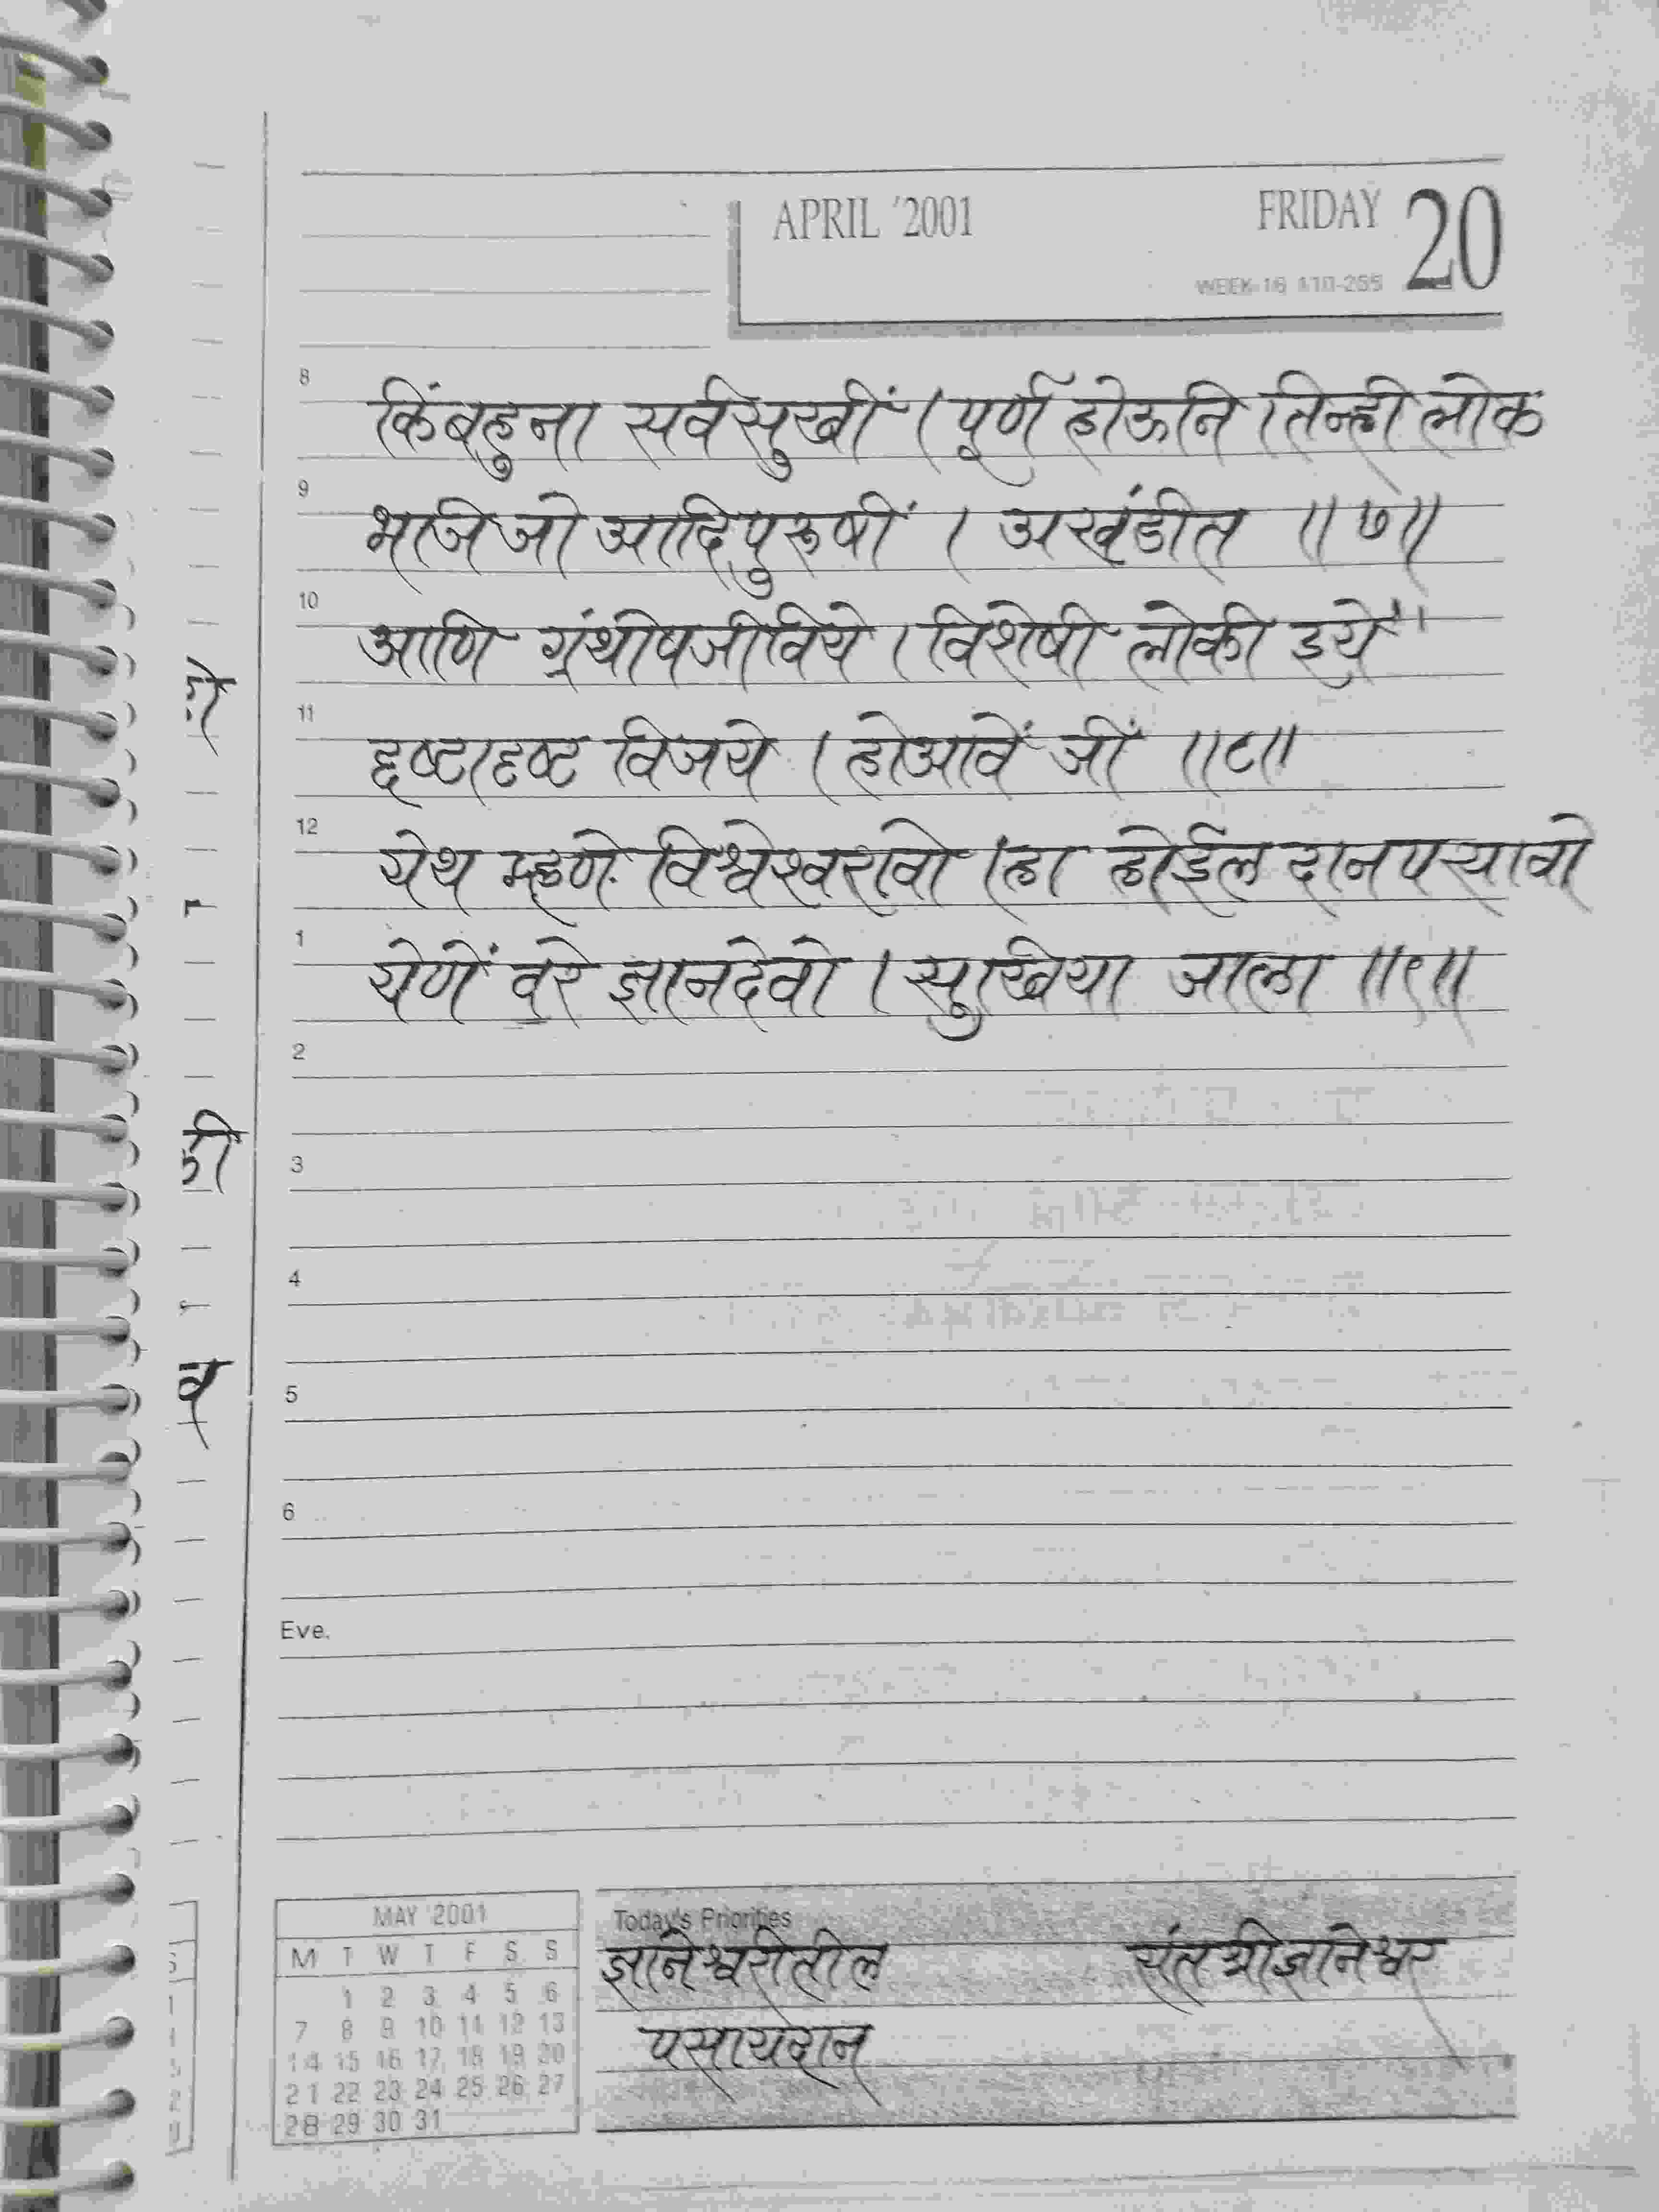 APRIL '2001 FRIDAY 20
WEEK-16 110-255
8
किंबहुना सर्वसुखीं । पूर्ण होऊनि । तिन्ही लोक
9
भजिजो आदिपुरुषीं । अखंडीत ॥७॥
10
आणि ग्रंथोपजीविये । विशेषी लोकी इयें
11
दृष्टादृष्ट विजये । होआवें जीं ॥८॥
12
येथ म्हणे विश्वेश्वरावो । हा होईल दानपसावो
1
येणें वरे ज्ञानदेवो । सुखिया जाला ॥९॥
2
3
4
5
6
Eve.
MAY '2001
M T W T F S S
1 2 3 4 5 6
7 8 9 10 11 12 13
14 15 16 17 18 19 20
21 22 23 24 25 26 27
28 29 30 31
Today's Priorities
ज्ञानेश्वरीतील संत श्रीज्ञानेश्वर
पसायदान